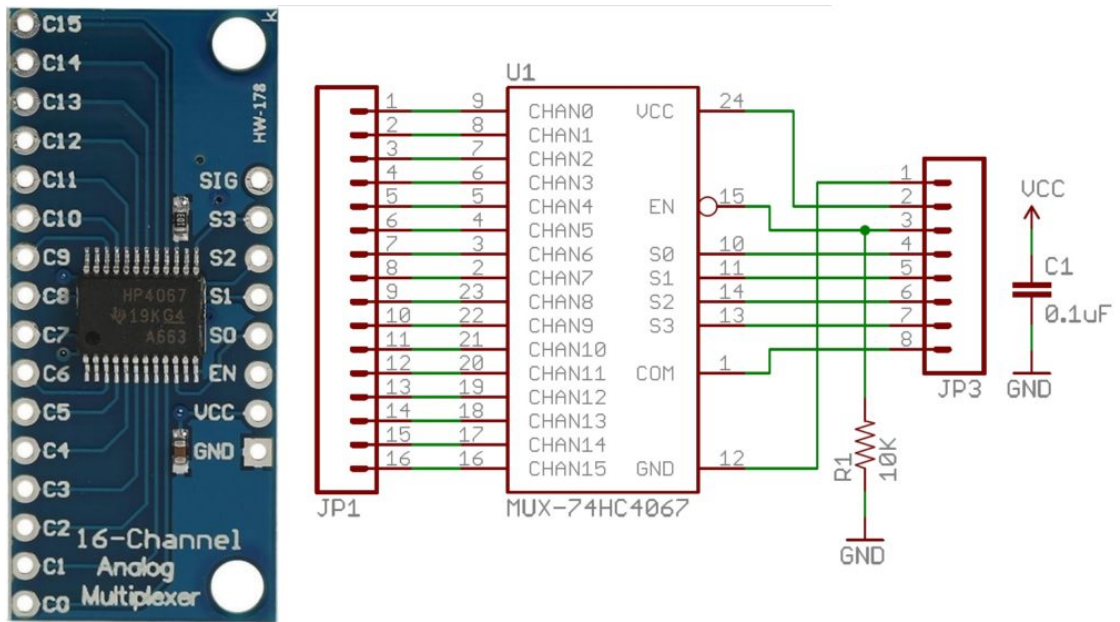 C15
C14
C13
C12
C11
C10
C9
C8
C7
C6
C5
C4
C3
C2
C1
C0
HW-178
SIG
S3
S2
S1
S0
EN
VCC
GND
HP4067
19KG4
A663
16-Channel
Analog
Multiplexer
U1
1 9 CHAN0 VCC 24
2 8 CHAN1
3 7 CHAN2
4 6 CHAN3
5 5 CHAN4 EN 15
6 4 CHAN5
7 3 CHAN6 S0 10
8 2 CHAN7 S1 11
9 23 CHAN8 S2 14
10 22 CHAN9 S3 13
11 21 CHAN10
12 20 CHAN11 COM 1
13 19 CHAN12
14 18 CHAN13
15 17 CHAN14
16 16 CHAN15 GND 12
JP1
MUX-74HC4067
1
2
3
4
5
6
7
8
JP3
R1
10K
GND
VCC
C1
0.1uF
GND